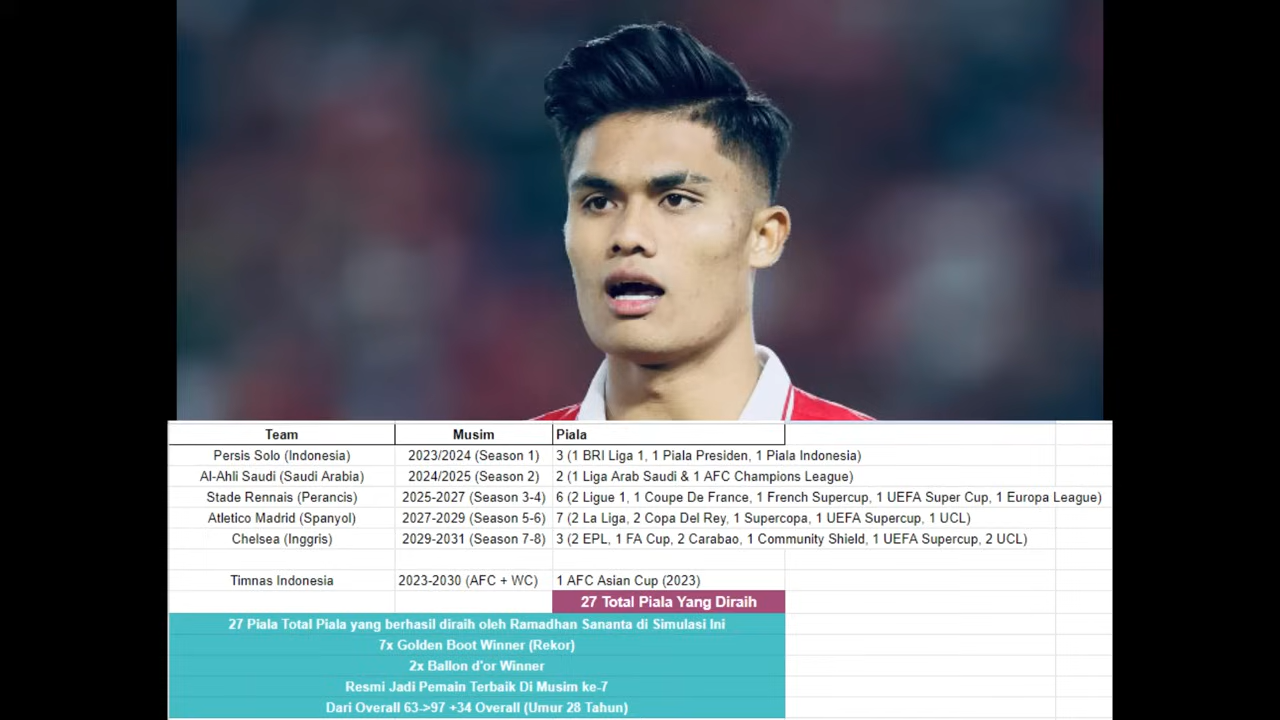 Team Musim Piala
Persis Solo (Indonesia) 2023/2024 (Season 1) 3 (1 BRI Liga 1, 1 Piala Presiden, 1 Piala Indonesia)
Al-Ahli Saudi (Saudi Arabia) 2024/2025 (Season 2) 2 (1 Liga Arab Saudi & 1 AFC Champions League)
Stade Rennais (Perancis) 2025-2027 (Season 3-4) 6 (2 Ligue 1, 1 Coupe De France, 1 French Supercup, 1 UEFA Super Cup, 1 Europa League)
Atletico Madrid (Spanyol) 2027-2029 (Season 5-6) 7 (2 La Liga, 2 Copa Del Rey, 1 Supercopa, 1 UEFA Supercup, 1 UCL)
Chelsea (Inggris) 2029-2031 (Season 7-8) 3 (2 EPL, 1 FA Cup, 2 Carabao, 1 Community Shield, 1 UEFA Supercup, 2 UCL)
Timnas Indonesia 2023-2030 (AFC + WC) 1 AFC Asian Cup (2023)
27 Total Piala Yang Diraih
27 Piala Total Piala yang berhasil diraih oleh Ramadhan Sananta di Simulasi Ini
7x Golden Boot Winner (Rekor)
2x Ballon d'or Winner
Resmi Jadi Pemain Terbaik Di Musim ke-7
Dari Overall 63->97 +34 Overall (Umur 28 Tahun)